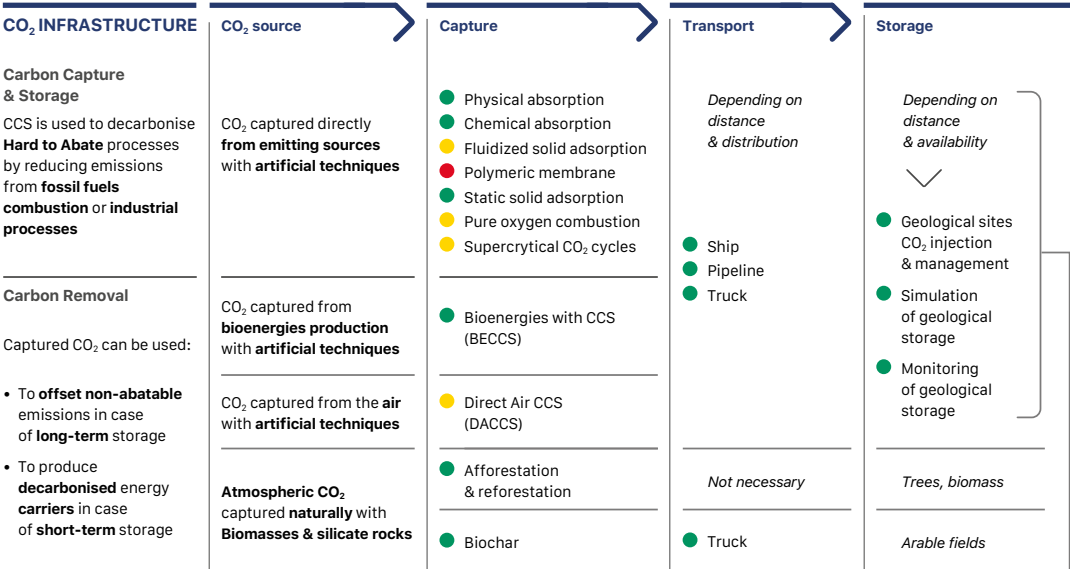 CO₂ INFRASTRUCTURE
CO₂ source
Capture
Transport
Storage
Carbon Capture
& Storage
CCS is used to decarbonise
Hard to Abate processes
by reducing emissions
from fossil fuels
combustion or industrial
processes
CO₂ captured directly
from emitting sources
with artificial techniques
Physical absorption
Chemical absorption
Fluidized solid adsorption
Polymeric membrane
Static solid adsorption
Pure oxygen combustion
Supercrytical CO₂ cycles
Depending on
distance
& distribution
Ship
Pipeline
Truck
Depending on
distance
& availability
Geological sites
CO₂ injection
& management
Simulation
of geological
storage
Monitoring
of geological
storage
Carbon Removal
Captured CO₂ can be used:
• To offset non-abatable
emissions in case
of long-term storage
• To produce
decarbonised energy
carriers in case
of short-term storage
CO₂ captured from
bioenergies production
with artificial techniques
Bioenergies with CCS
(BECCS)
CO₂ captured from the air
with artificial techniques
Direct Air CCS
(DACCS)
Atmospheric CO₂
captured naturally with
Biomasses & silicate rocks
Afforestation
& reforestation
Not necessary
Trees, biomass
Biochar
Truck
Arable fields